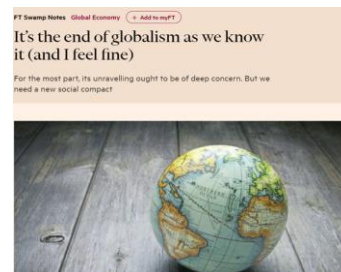 FT Swamp Notes Global Economy + Add to myFT
It's the end of globalism as we know
it (and I feel fine)
For the most part, its unravelling ought to be of deep concern. But we
need a new social compact